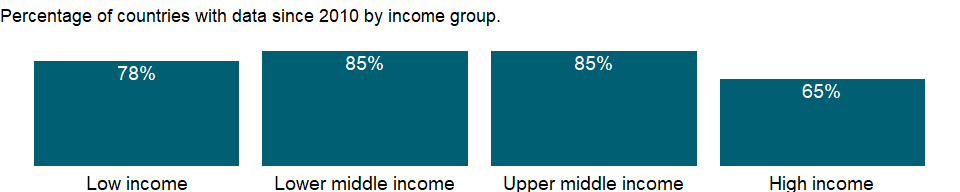 Percentage of countries with data since 2010 by income group.
78%
85%
85%
65%
Low income
Lower middle income
Upper middle income
High income